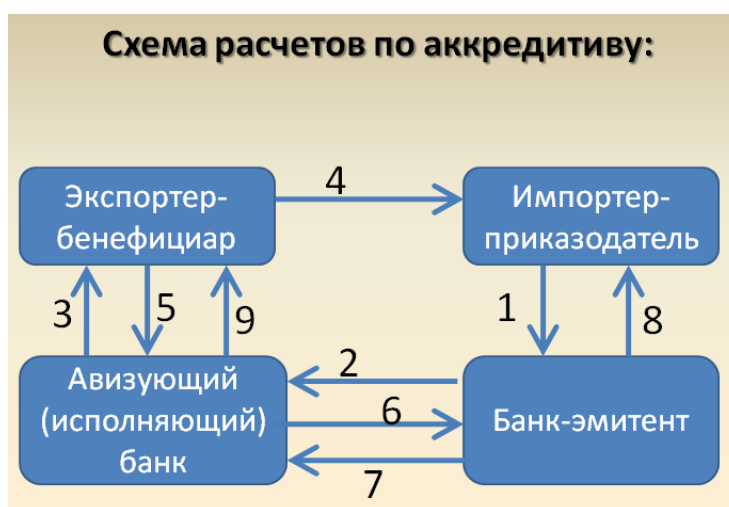 Схема расчетов по аккредитиву:
4
Экспортер-
бенефициар
Импортер-
приказодатель
3
5
9
1
8
2
Авизующий
(исполняющий)
банк
6
Банк-эмитент
7